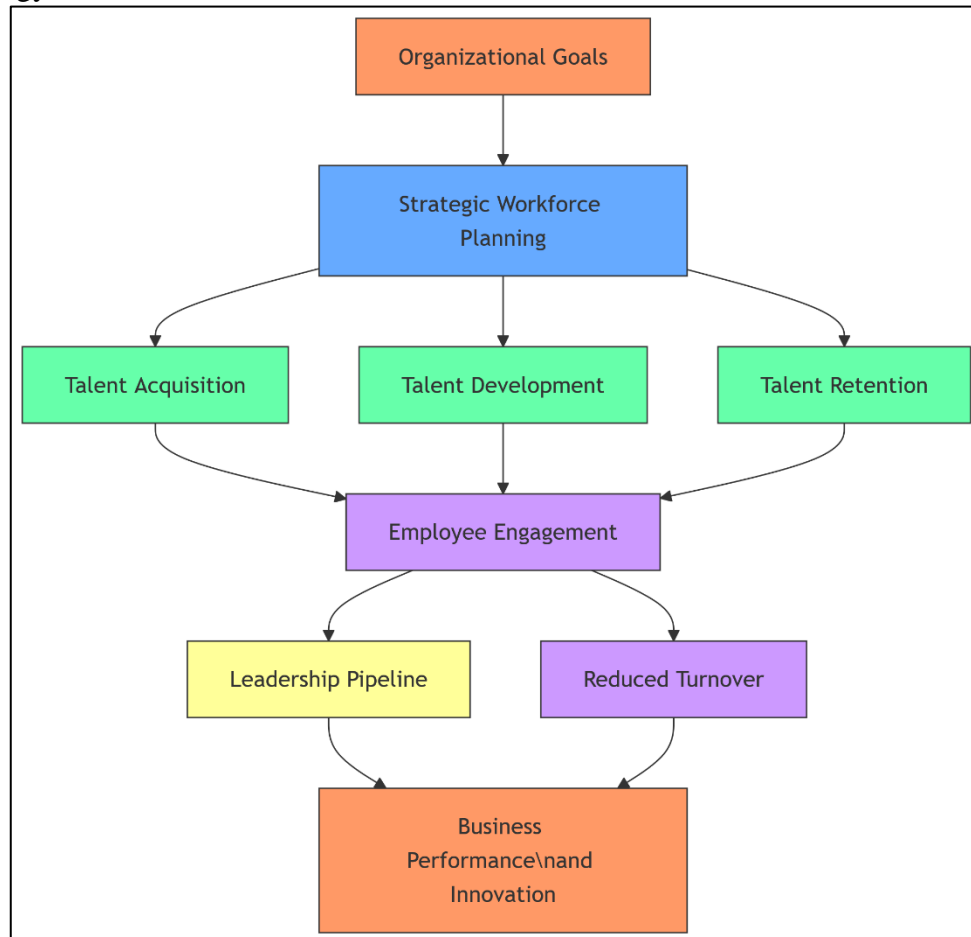 Organizational Goals
Strategic Workforce
Planning
Talent Acquisition
Talent Development
Talent Retention
Employee Engagement
Leadership Pipeline
Reduced Turnover
Business
Performance\nand
Innovation